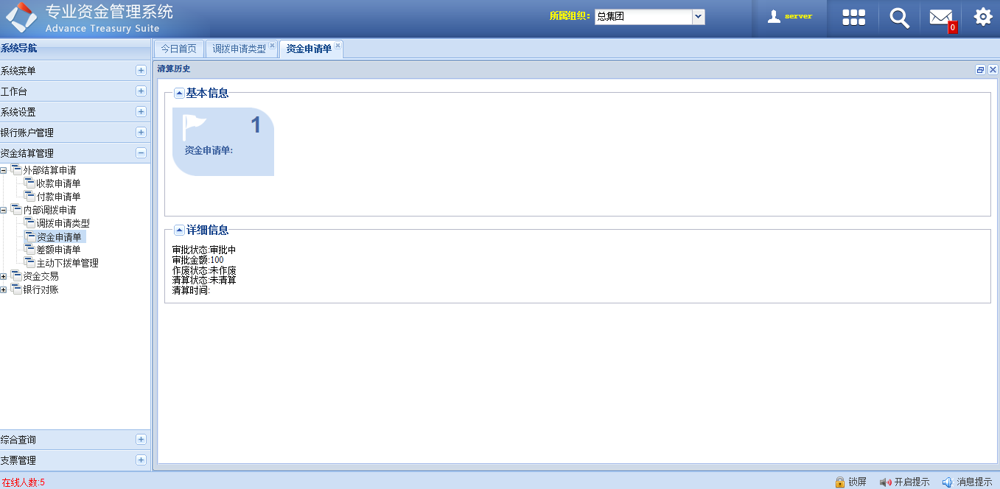 专业资金管理系统
Advance Treasury Suite
所属组织：
总集团
server
0
系统导航
今日首页
调拨申请类型
资金申请单
清算历史
系统菜单
工作台
系统设置
银行账户管理
资金结算管理
外部结算申请
收款申请单
付款申请单
内部调拨申请
调拨申请类型
资金申请单
差额申请单
主动下拨单管理
资金交易
银行对账
综合查询
支票管理
基本信息
1
资金申请单:
详细信息
审批状态:审批中
审批金额:100
作废状态:未作废
清算状态:未清算
清算时间:
在线人数:5
锁屏
开启提示
消息提示